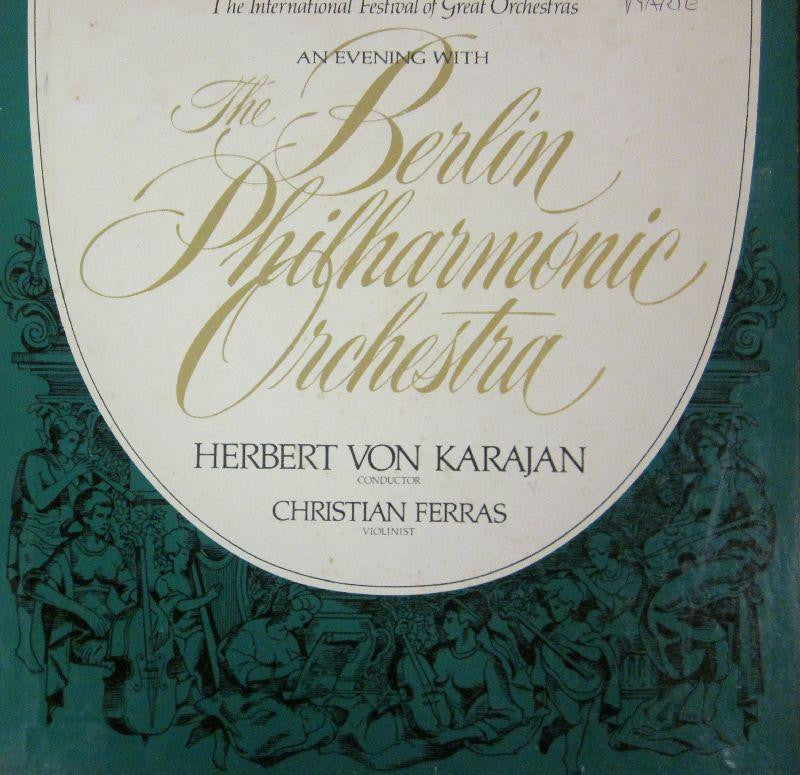 The International Festival of Great Orchestras
MARIE
AN EVENING WITH
The Berlin
Philharmonic
Orchestra
HERBERT VON KARAJAN
CONDUCTOR
CHRISTIAN FERRAS
VIOLINIST